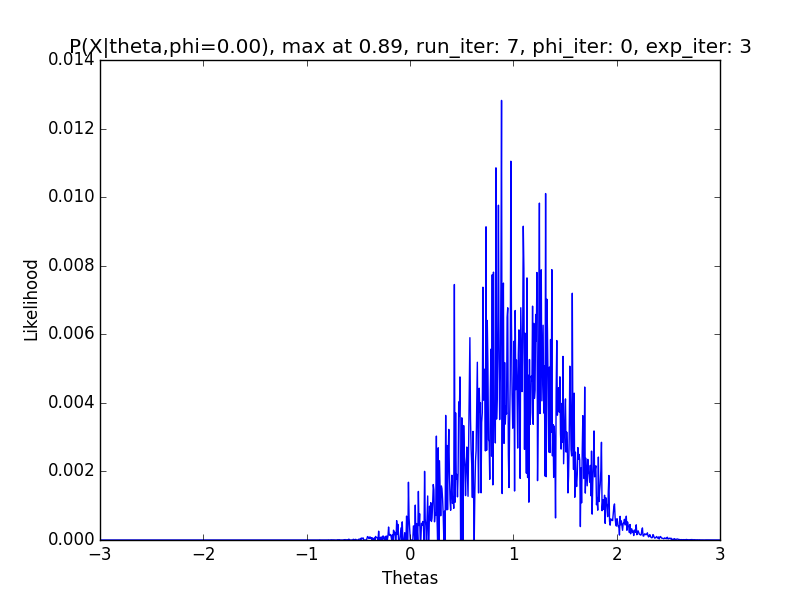 P(X|theta,phi=0.00), max at 0.89, run_iter: 7, phi_iter: 0, exp_iter: 3
0.014
0.012
0.010
0.008
0.006
0.004
0.002
0.000
Likelihood
−3 −2 −1 0 1 2 3
Thetas